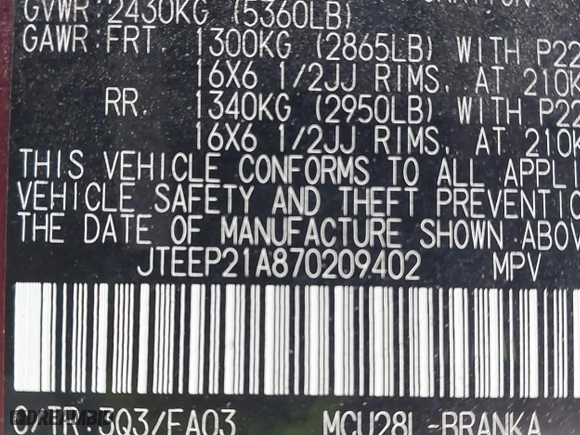 GVWR:2430KG (5360LB)
GAWR:FRT. 1300KG (2865LB) WITH P22
16X6 1/2JJ RIMS, AT 210K
RR. 1340KG (2950LB) WITH P22
16X6 1/2JJ RIMS, AT 210K
THIS VEHICLE CONFORMS TO ALL APPLI
VEHICLE SAFETY AND THEFT PREVENTIO
THE DATE OF MANUFACTURE SHOWN ABOV
JTEEP21A870209402 MPV
C/TR:3Q3/FA03 MCU28L-BRANKA
DREAMBID